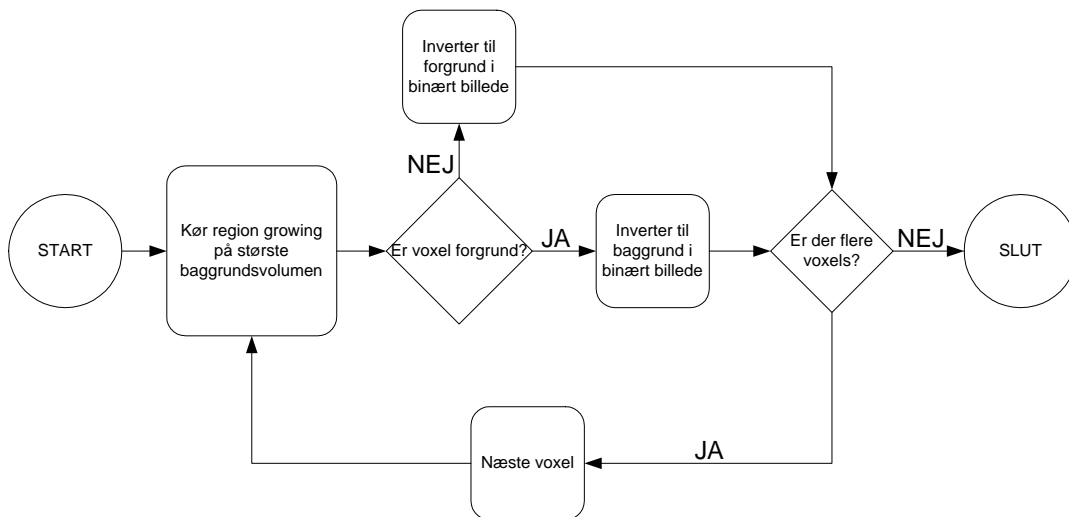 Inverter til
forgrund i
binært billede
NEJ
START
Kør region growing
på største
baggrundsvolumen
Er voxel forgrund?
JA
Inverter til
baggrund i
binært billede
Er der flere
voxels?
NEJ
SLUT
Næste voxel
JA